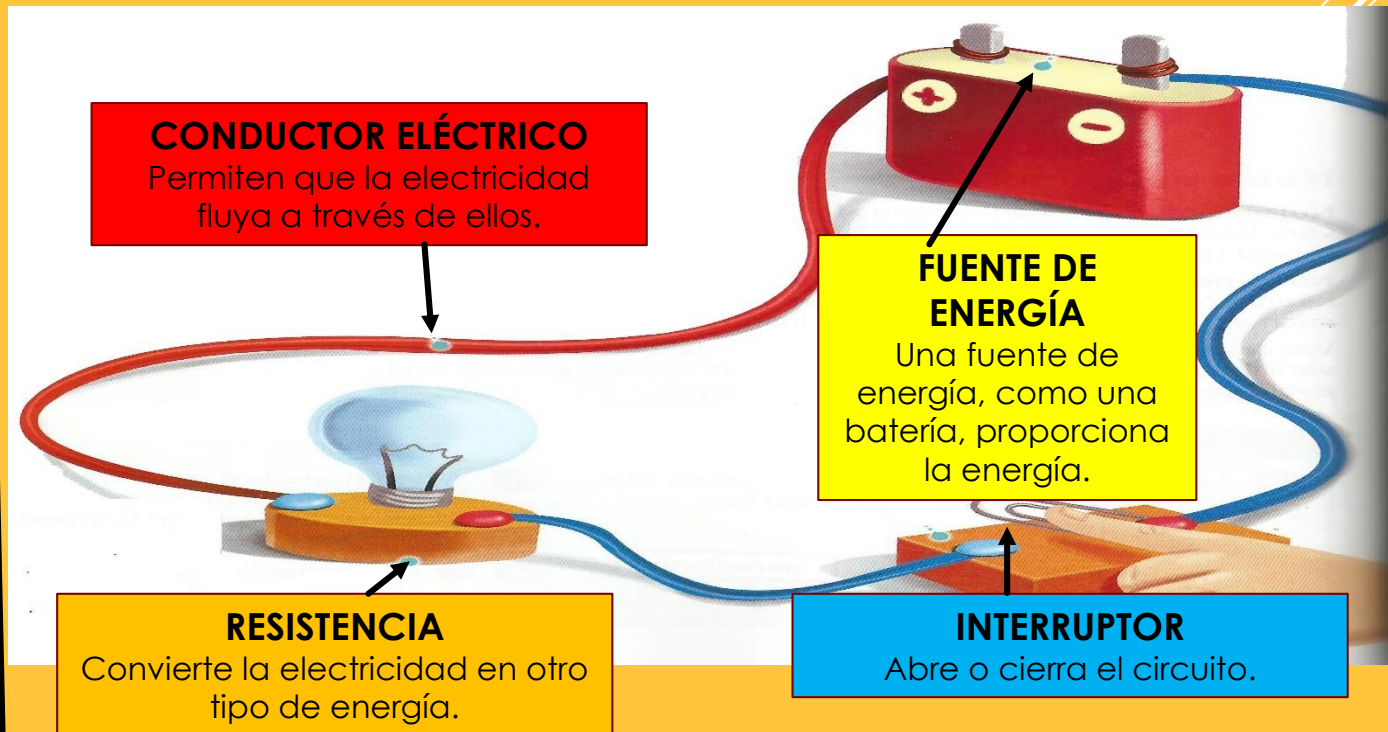 CONDUCTOR ELÉCTRICO
Permiten que la electricidad
fluya a través de ellos.
FUENTE DE
ENERGÍA
Una fuente de
energía, como una
batería, proporciona
la energía.
RESISTENCIA
Convierte la electricidad en otro
tipo de energía.
INTERRUPTOR
Abre o cierra el circuito.
+
-